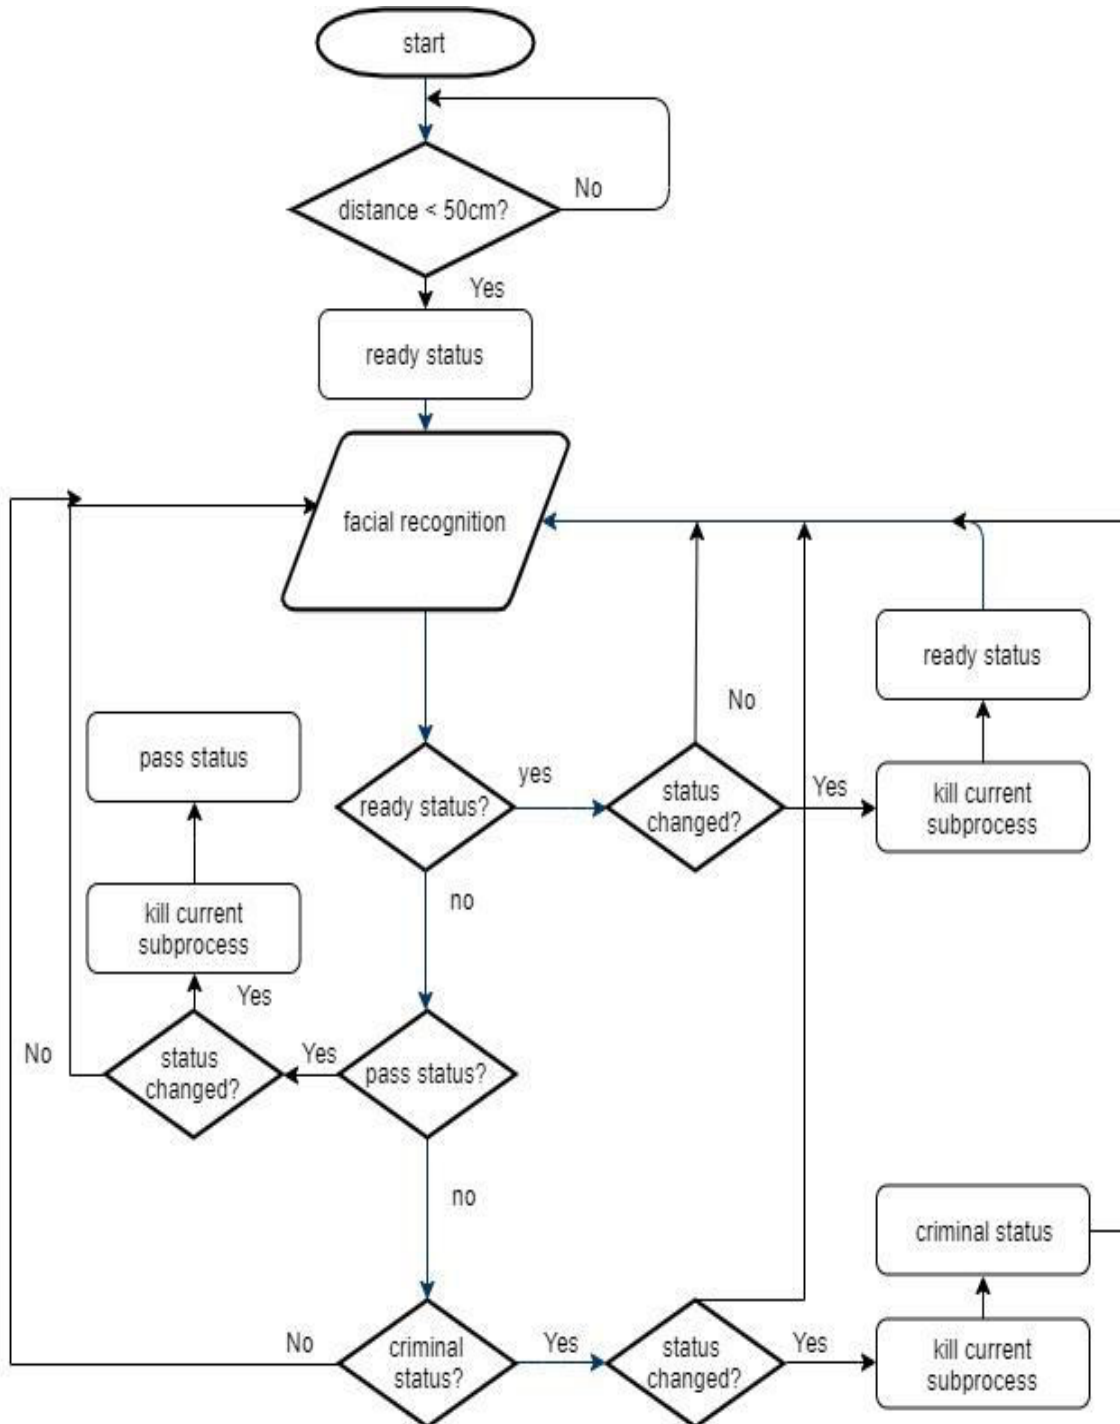 start
No
distance < 50cm?
Yes
ready status
facial recognition
ready status
No
pass status
yes
ready status?
status
changed?
Yes
kill current
subprocess
no
kill current
subprocess
Yes
No
status
changed?
Yes
pass status?
no
criminal status
No
criminal
status?
Yes
status
changed?
Yes
kill current
subprocess